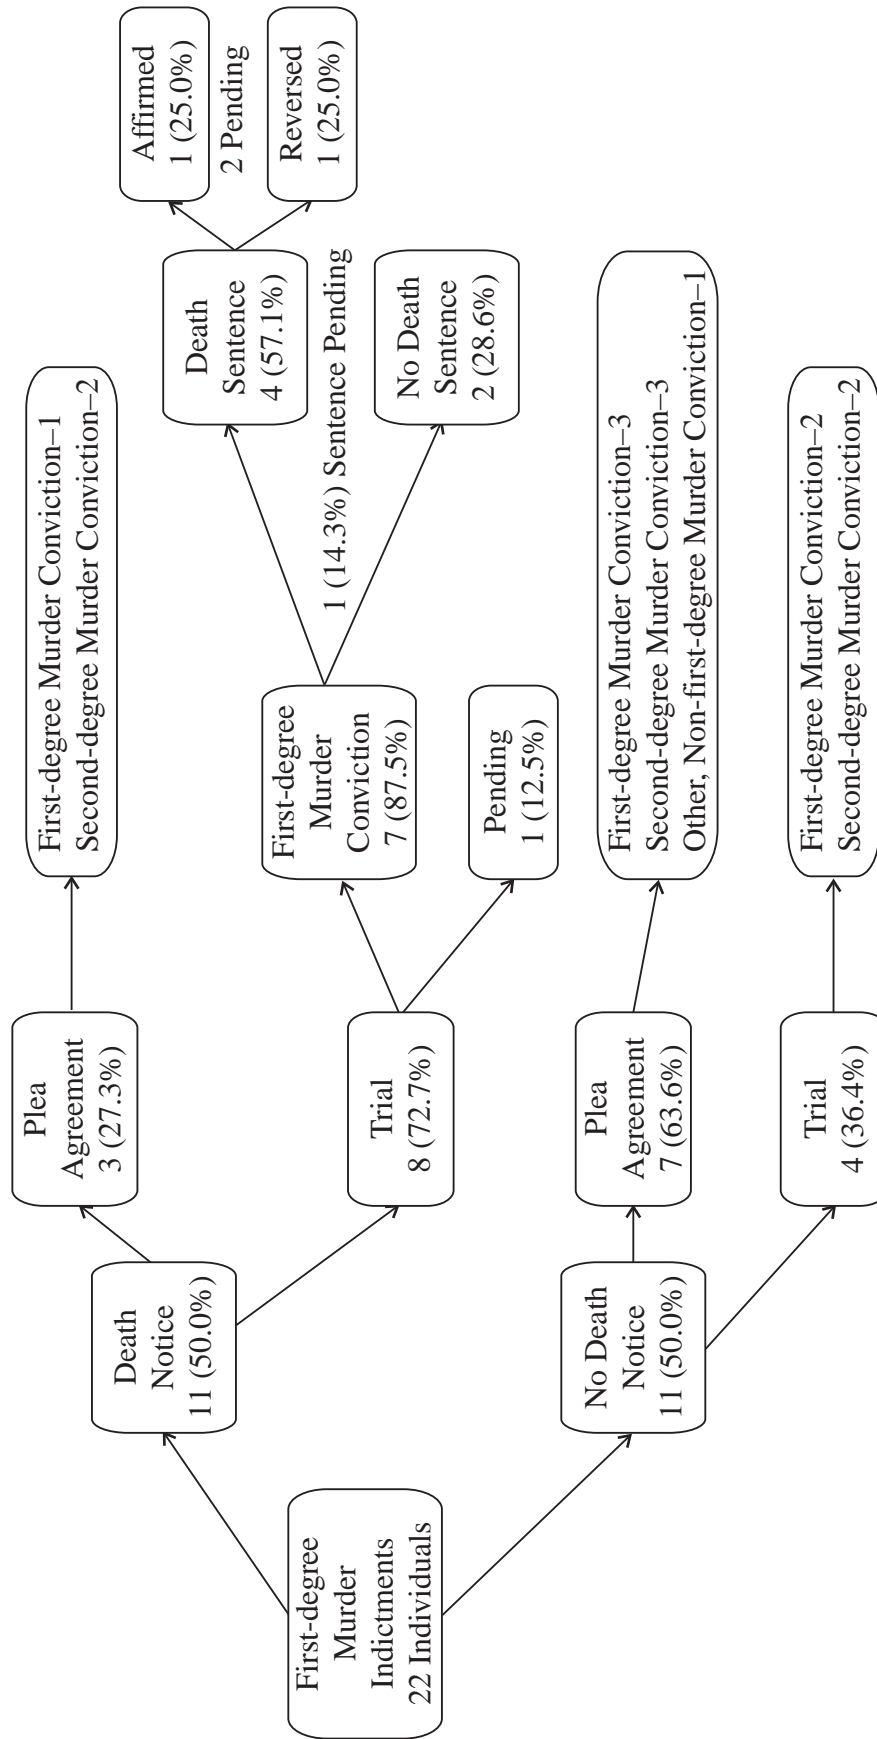 First-degree
Murder
Indictments
22 Individuals
Death
Notice
11 (50.0%)
No Death
Notice
11 (50.0%)
Plea
Agreement
3 (27.3%)
Trial
8 (72.7%)
Plea
Agreement
7 (63.6%)
Trial
4 (36.4%)
First-degree Murder Conviction–1
Second-degree Murder Conviction–2
First-degree
Murder
Conviction
7 (87.5%)
Pending
1 (12.5%)
First-degree Murder Conviction–3
Second-degree Murder Conviction–3
Other, Non-first-degree Murder Conviction–1
First-degree Murder Conviction–2
Second-degree Murder Conviction–2
Death
Sentence
4 (57.1%)
1 (14.3%) Sentence Pending
No Death
Sentence
2 (28.6%)
Affirmed
1 (25.0%)
2 Pending
Reversed
1 (25.0%)